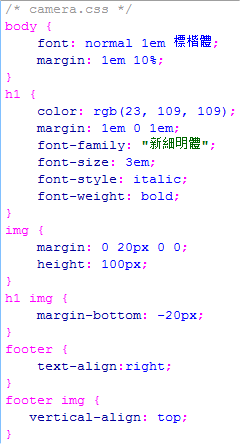 /* camera.css */
body {
    font: normal 1em 標楷體;
    margin: 1em 10%;
}
h1 {
    color: rgb(23, 109, 109);
    margin: 1em 0 1em;
    font-family: "新細明體";
    font-size: 3em;
    font-style: italic;
    font-weight: bold;
}
img {
    margin: 0 20px 0 0;
    height: 100px;
}
h1 img {
    margin-bottom: -20px;
}
footer {
    text-align:right;
}
footer img {
   vertical-align: top;
}